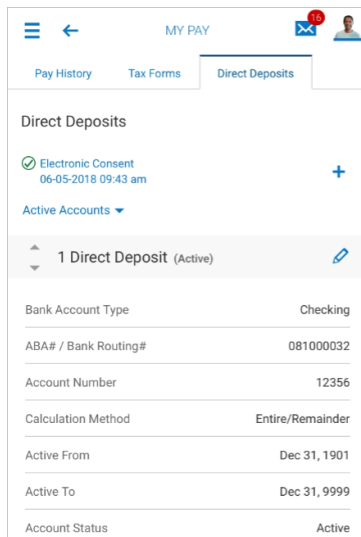 MY PAY
16
Pay History Tax Forms Direct Deposits
Direct Deposits
Electronic Consent
06-05-2018 09:43 am
+
Active Accounts
1 Direct Deposit (Active)
Bank Account Type Checking
ABA# / Bank Routing# 081000032
Account Number 12356
Calculation Method Entire/Remainder
Active From Dec 31, 1901
Active To Dec 31, 9999
Account Status Active